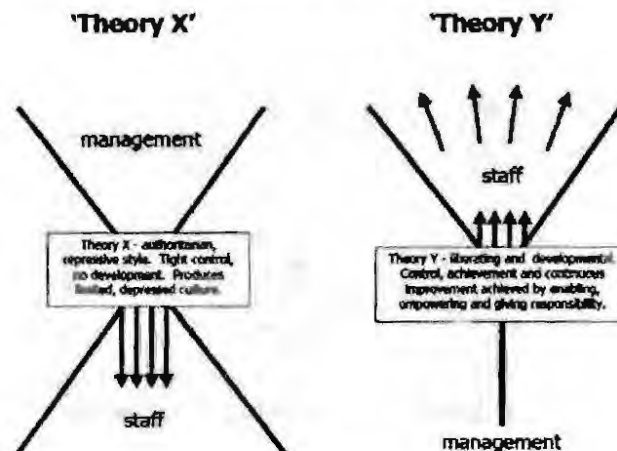 'Theory X'
management
Theory X - authoritarian,
repressive style. Tight control,
no development. Produces
limited, depressed culture.
staff
'Theory Y'
staff
Theory Y - liberating and developmental.
Control, achievement and continuous
improvement achieved by enabling,
empowering and giving responsibility.
management